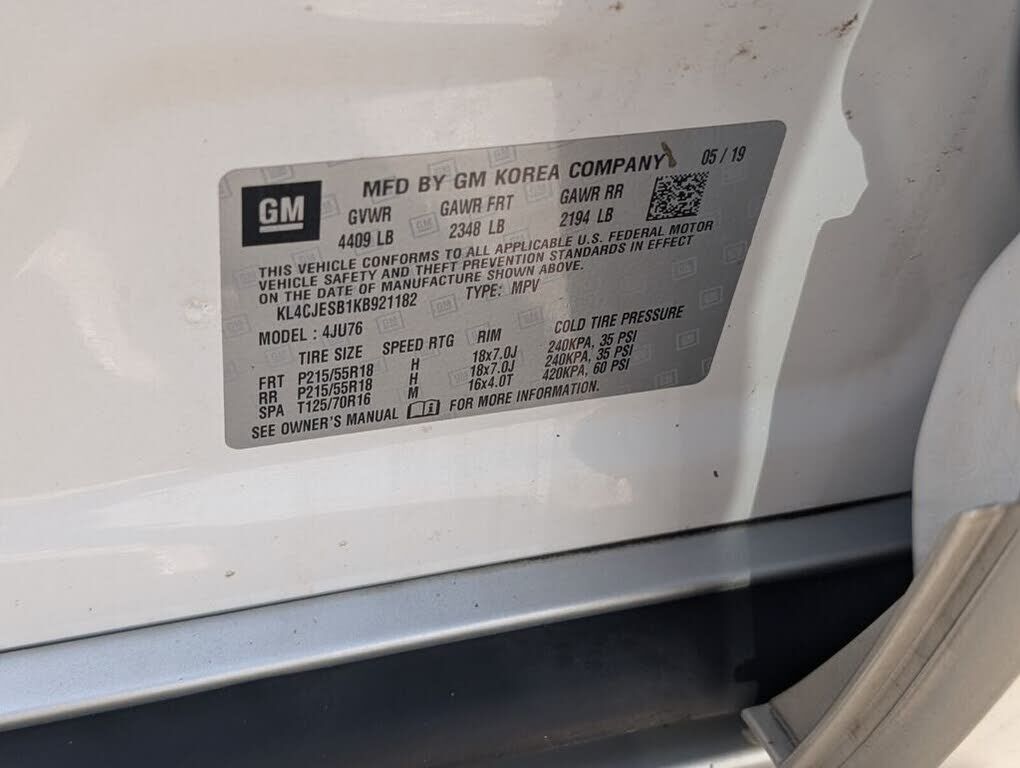 GM
MFD BY GM KOREA COMPANY 05 / 19
GVWR GAWR FRT GAWR RR
4409 LB 2348 LB 2194 LB
THIS VEHICLE CONFORMS TO ALL APPLICABLE U.S. FEDERAL MOTOR
VEHICLE SAFETY AND THEFT PREVENTION STANDARDS IN EFFECT
ON THE DATE OF MANUFACTURE SHOWN ABOVE.
KL4CJESB1KB921182 TYPE: MPV
MODEL : 4JU76
TIRE SIZE SPEED RTG RIM COLD TIRE PRESSURE
FRT P215/55R18 H 18x7.0J 240KPA, 35 PSI
RR P215/55R18 H 18x7.0J 240KPA, 35 PSI
SPA T125/70R16 M 16x4.0T 420KPA, 60 PSI
SEE OWNER'S MANUAL FOR MORE INFORMATION.